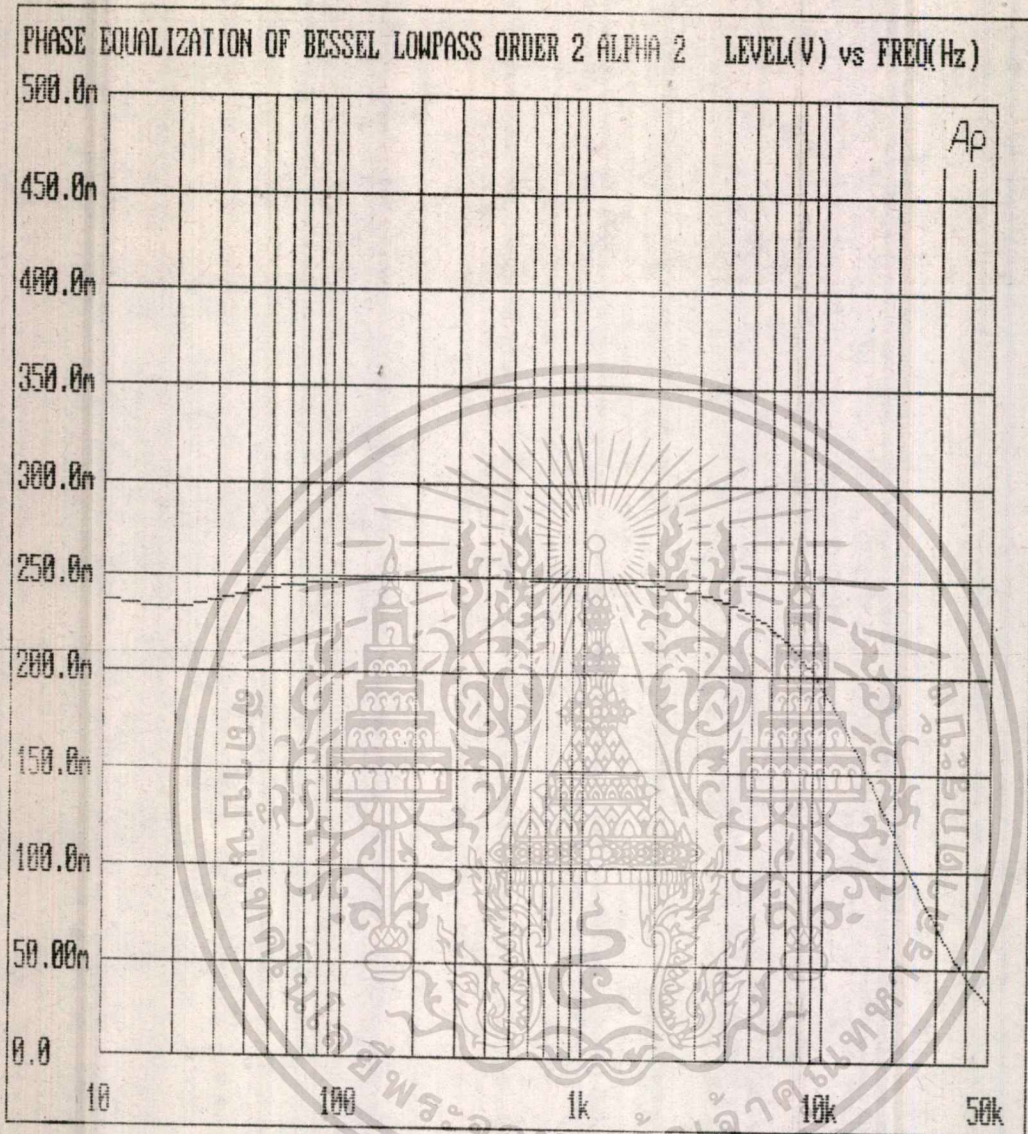 PHASE EQUALIZATION OF BESSEL LOWPASS ORDER 2 ALPHA 2 LEVEL(V) vs FREQ(Hz)
500.0m
Ap
450.0m
400.0m
350.0m
300.0m
250.0m
200.0m
150.0m
100.0m
50.00m
0.0
10 100 1k 10k 50k